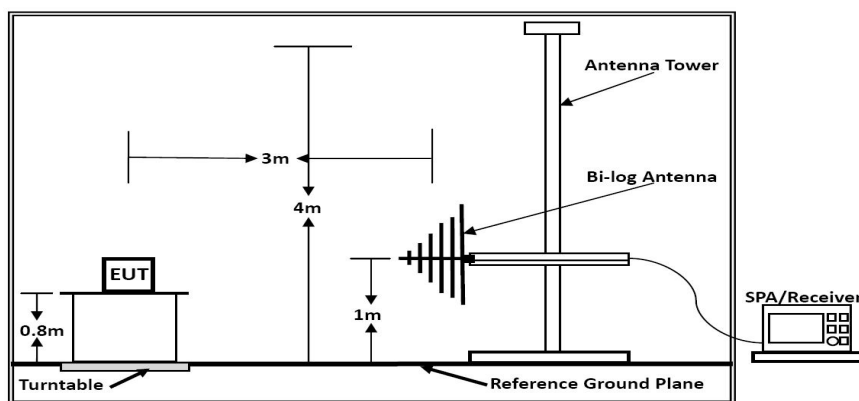 Antenna Tower
3m
Bi-log Antenna
4m
EUT
SPA/Receiver
0.8m
1m
Turntable
Reference Ground Plane